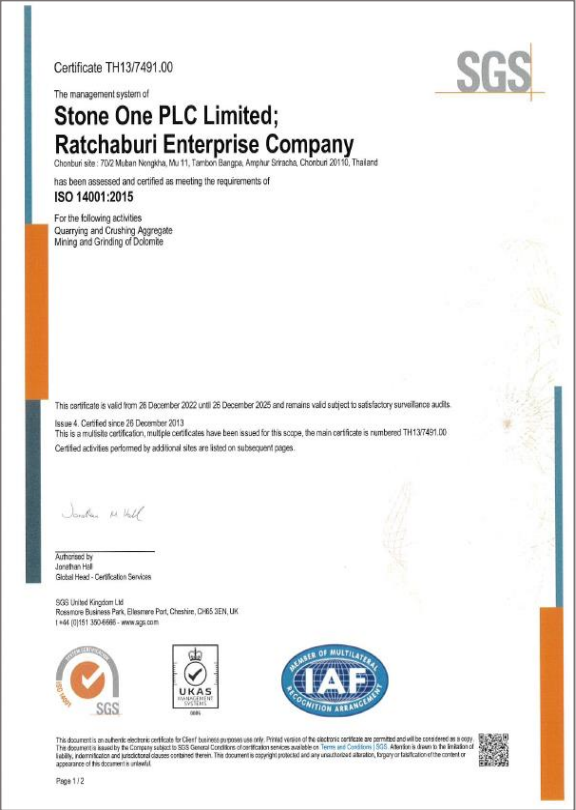 Certificate TH13/7491.00
SGS
The management system of
Stone One PLC Limited;
Ratchaburi Enterprise Company
Chonburi site : 70/2 Muban Nongkha, Mu 11, Tambon Bangpa, Amphur Sriracha, Chonburi 20110, Thailand
has been assessed and certified as meeting the requirements of
ISO 14001:2015
For the following activities
Quarrying and Crushing Aggregate
Mining and Grinding of Dolomite
This certificate is valid from 26 December 2022 until 26 December 2025 and remains valid subject to satisfactory surveillance audits.
Issue 4. Certified since 26 December 2013
This is a multisite certification, multiple certificates have been issued for this scope, the main certificate is numbered TH13/7491.00
Certified activities performed by additional sites are listed on subsequent pages.
Jonathan M Hall
Authorised by
Jonathan Hall
Global Head - Certification Services
SGS United Kingdom Ltd
Rossmore Business Park, Ellesmere Port, Cheshire, CH65 3EN, UK
t +44 (0)151 350-6666 - www.sgs.com
SYSTEM CERTIFICATION
ISO 14001
SGS
UKAS
MANAGEMENT
SYSTEMS
0005
MEMBER OF MULTILATERAL
IAF
RECOGNITION ARRANGEMENT
This document is an authentic electronic certificate for Client' business purposes use only. Printed version of the electronic certificate are permitted and will be considered as a copy.
This document is issued by the Company subject to SGS General Conditions of certification services available on Terms and Conditions | SGS. Attention is drawn to the limitation of
liability, indemnification and jurisdictional clauses contained therein. This document is copyright protected and any unauthorized alteration, forgery or falsification of the content or
appearance of this document is unlawful.
Page 1 / 2